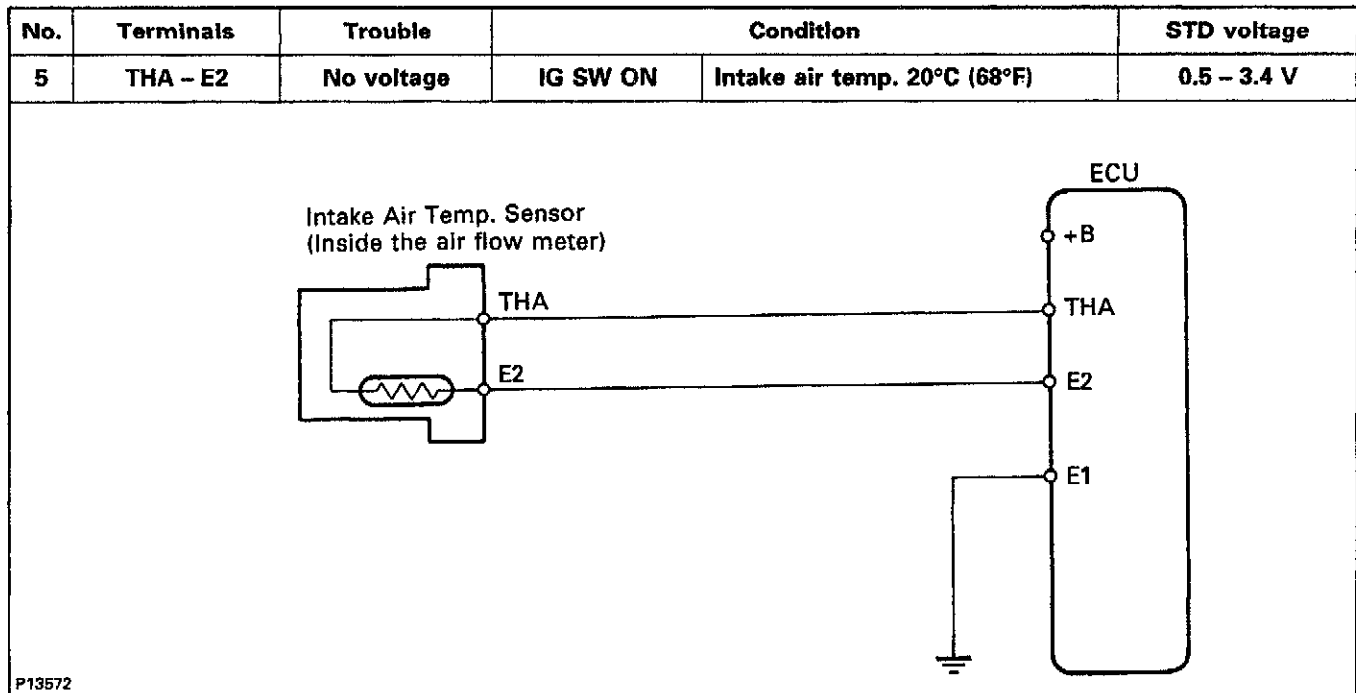 No. Terminals Trouble Condition STD voltage
5 THA – E2 No voltage IG SW ON Intake air temp. 20°C (68°F) 0.5 – 3.4 V
ECU
Intake Air Temp. Sensor
(Inside the air flow meter)
+B
THA
THA
E2
E2
E1
P13572